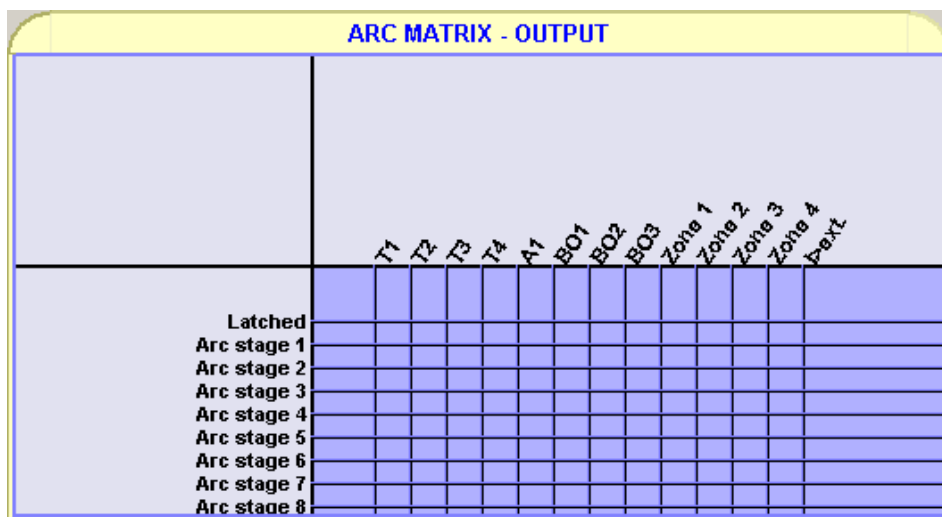 ARC MATRIX - OUTPUT
T1 T2 T3 T4 A1 BO1 BO2 BO3 Zone 1 Zone 2 Zone 3 Zone 4 I>ext.
Latched
Arc stage 1
Arc stage 2
Arc stage 3
Arc stage 4
Arc stage 5
Arc stage 6
Arc stage 7
Arc stage 8